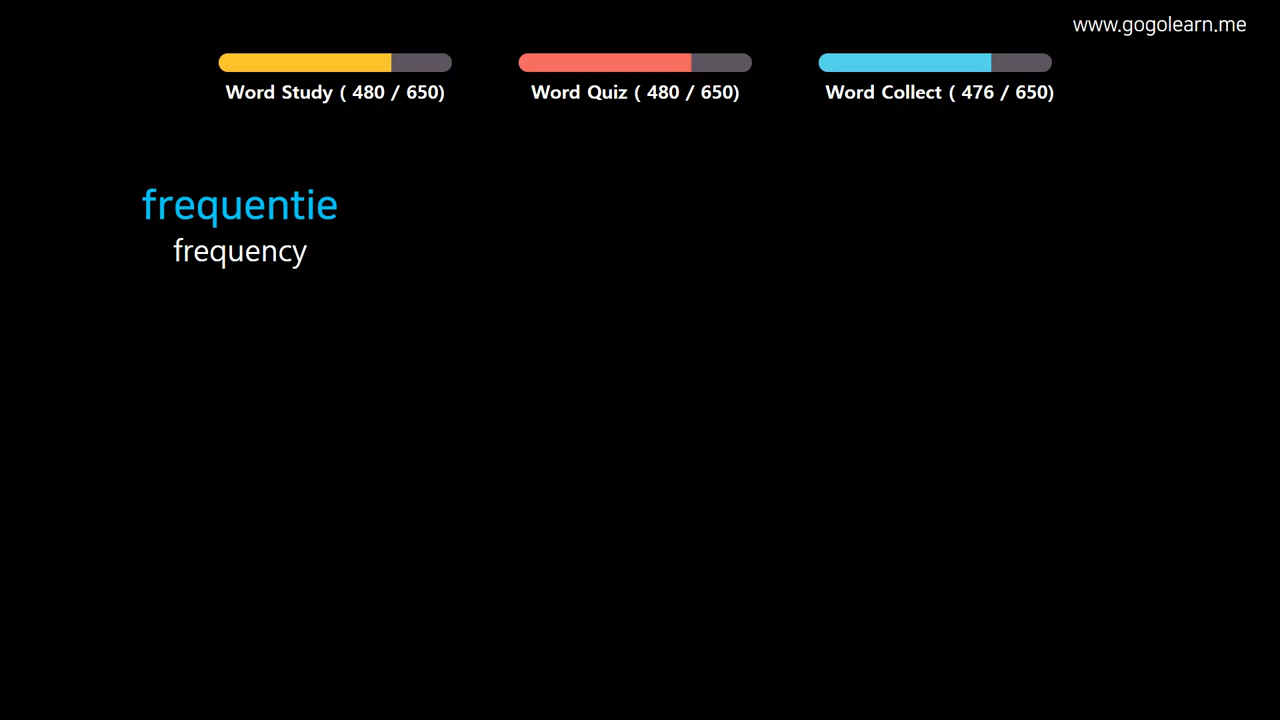 www.gogolearn.me
Word Study ( 480 / 650)
Word Quiz ( 480 / 650)
Word Collect ( 476 / 650)
frequentie
frequency